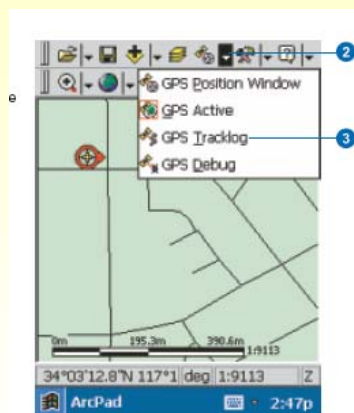 2
e
GPS Position Window
GPS Active
GPS Tracklog
3
GPS Debug
0m 195.3m 390.6m
1:9113
34°03'12.8"N 117°1 deg 1:9113 Z
ArcPad 2:47p